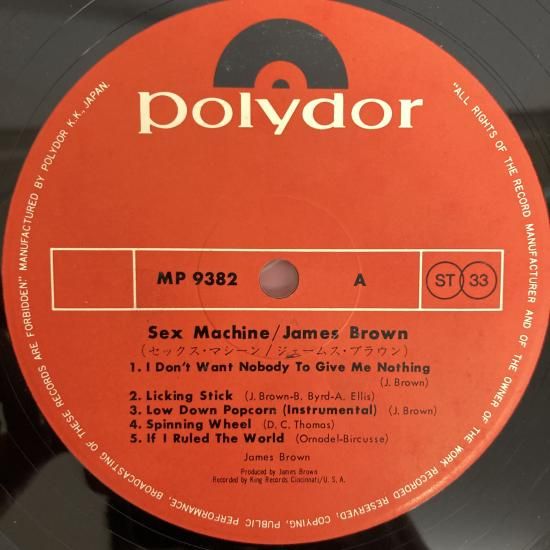 polydor
"ALL RIGHTS OF THE RECORD MANUFACTURER AND OF THE OWNER OF THE WORK RECORDED RESERVED, COPYING, PUBLIC PERFORMANCE, BROADCASTING OF THESE RECORDS ARE FORBIDDEN" MANUFACTURED BY POLYDOR K.K., JAPAN.
MP 9382 A ST 33
Sex Machine/James Brown
(セックス・マシーン/ジェームス・ブラウン)
1. I Don't Want Nobody To Give Me Nothing
(J. Brown)
2. Licking Stick (J. Brown-B. Byrd-A. Ellis)
3. Low Down Popcorn (Instrumental) (J. Brown)
4. Spinning Wheel (D. C. Thomas)
5. If I Ruled The World (Ornadel-Bircusse)
James Brown
Produced by James Brown
Recorded by King Records Cincinnati/U. S. A.